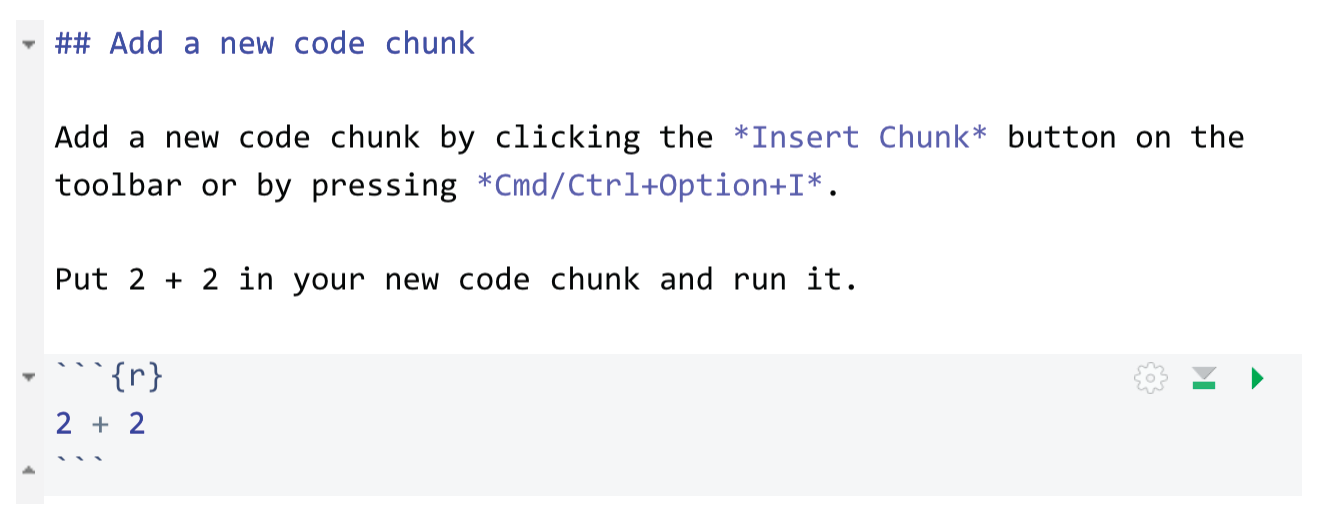 ## Add a new code chunk
Add a new code chunk by clicking the *Insert Chunk* button on the
toolbar or by pressing *Cmd/Ctrl+Option+I*.
Put 2 + 2 in your new code chunk and run it.
```{r}
2 + 2
```